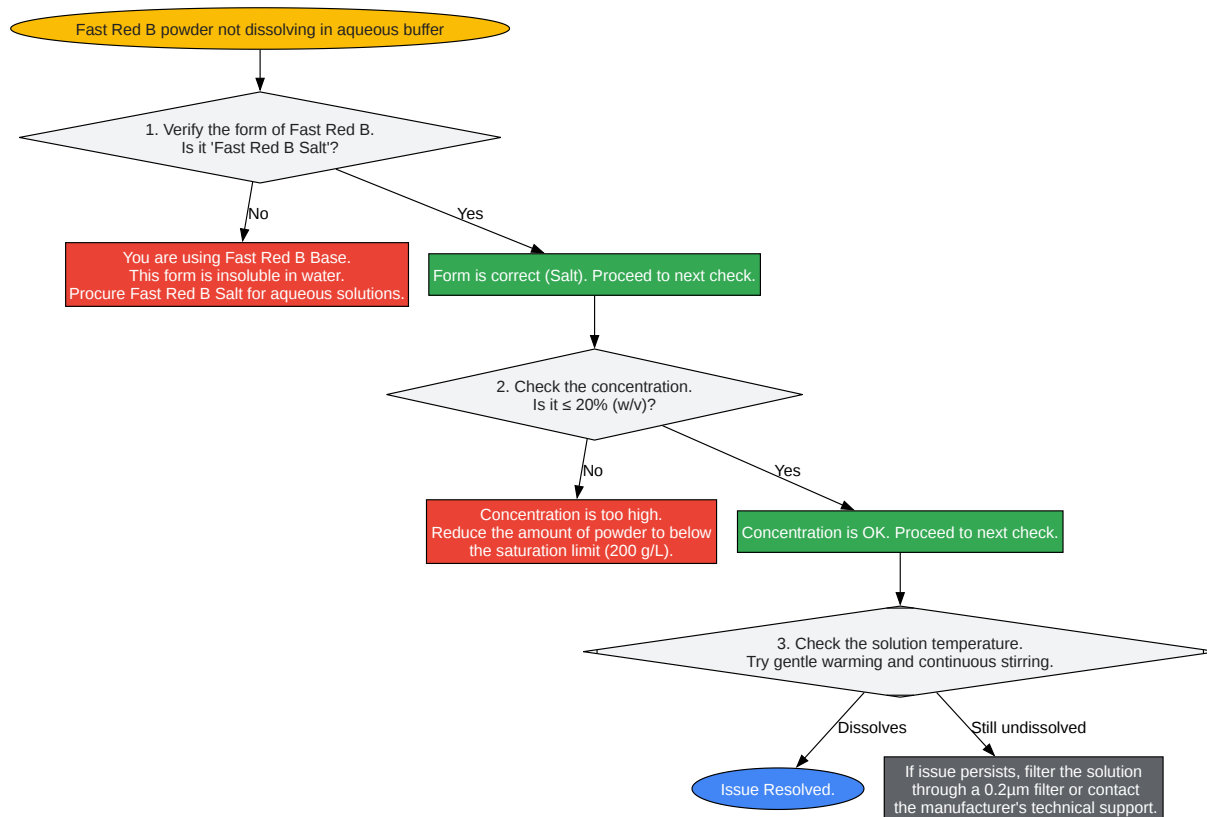 Fast Red B powder not dissolving in aqueous buffer
1. Verify the form of Fast Red B.
Is it 'Fast Red B Salt'?
No
Yes
You are using Fast Red B Base.
This form is insoluble in water.
Procure Fast Red B Salt for aqueous solutions.
Form is correct (Salt). Proceed to next check.
2. Check the concentration.
Is it ≤ 20% (w/v)?
No
Yes
Concentration is too high.
Reduce the amount of powder to below
the saturation limit (200 g/L).
Concentration is OK. Proceed to next check.
3. Check the solution temperature.
Try gentle warming and continuous stirring.
Dissolves
Still undissolved
Issue Resolved.
If issue persists, filter the solution
through a 0.2µm filter or contact
the manufacturer's technical support.